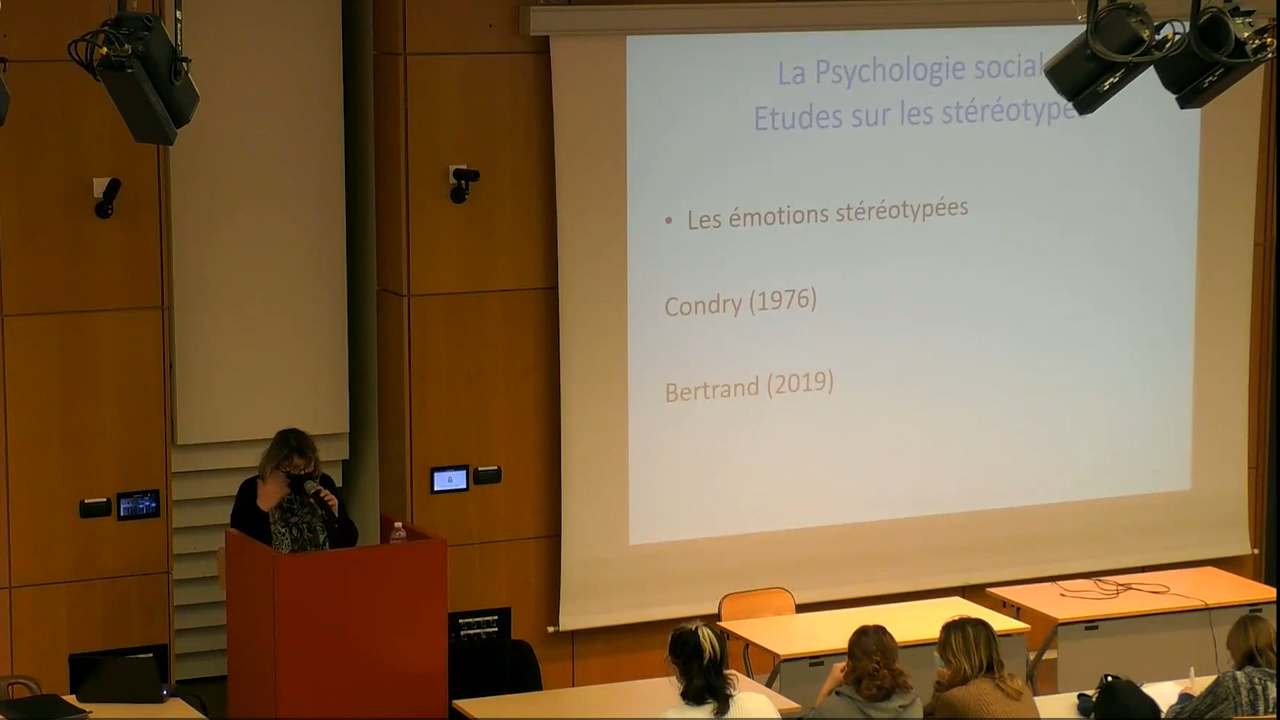 La Psychologie social
Etudes sur les stéréotype
• Les émotions stéréotypées
Condry (1976)
Bertrand (2019)